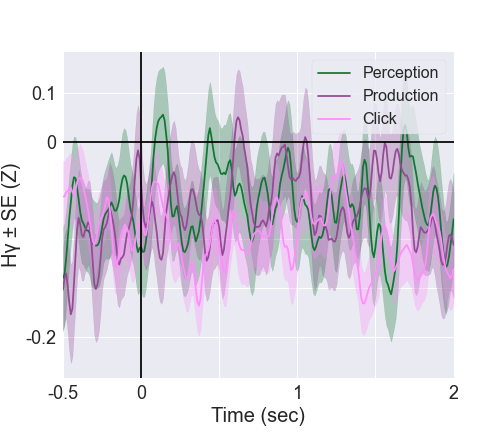 Perception
Production
Click
0.1
0
-0.2
Hγ ± SE (Z)
-0.5
0
1
2
Time (sec)